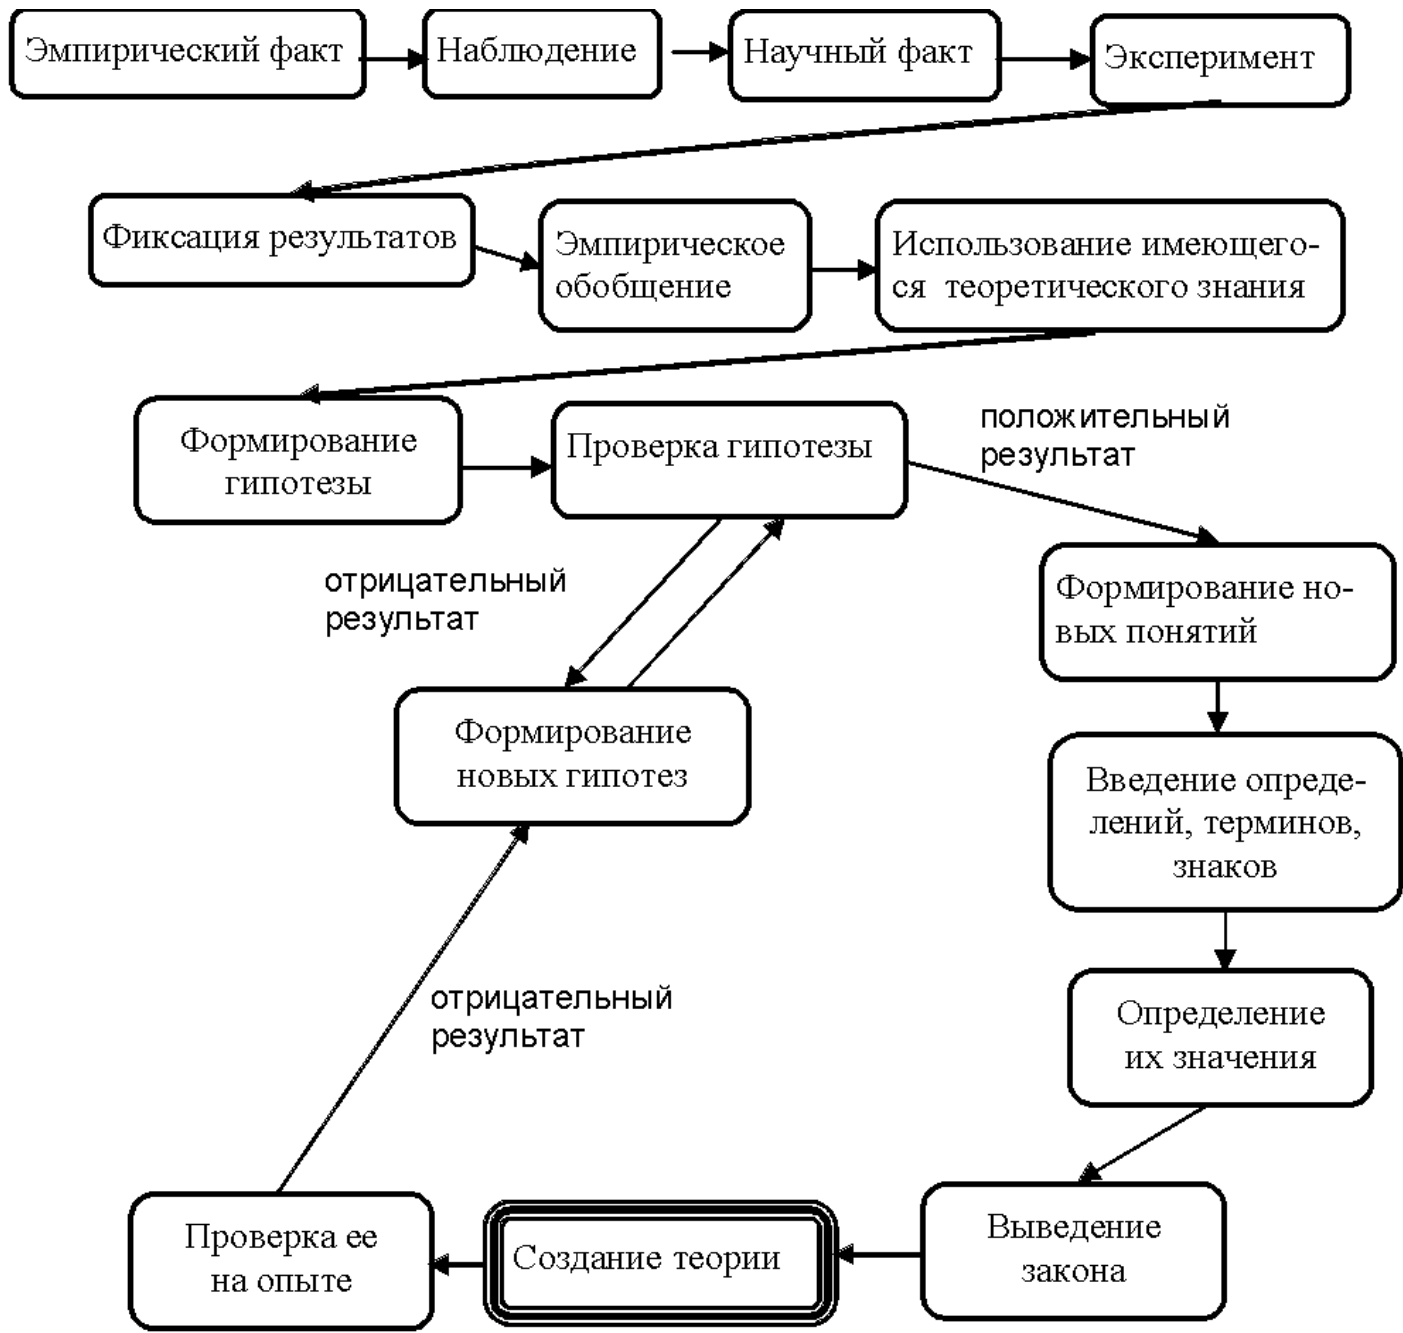 Эмпирический факт
Наблюдение
Научный факт
Эксперимент
Фиксация результатов
Эмпирическое
обобщение
Использование имеющего-
ся теоретического знания
Формирование
гипотезы
Проверка гипотезы
положительный
результат
отрицательный
результат
Формирование но-
вых понятий
Формирование
новых гипотез
Введение опреде-
лений, терминов,
знаков
отрицательный
результат
Определение
их значения
Проверка ее
на опыте
Создание теории
Выведение
закона